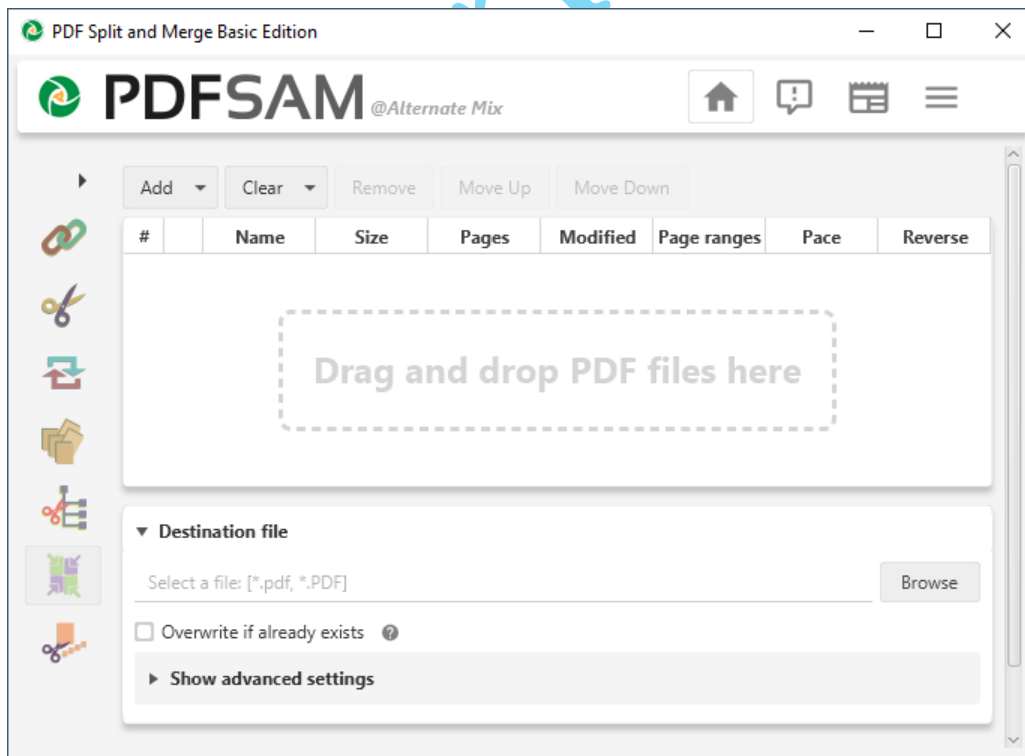 PDF Split and Merge Basic Edition
PDFSAM @Alternate Mix
Add Clear Remove Move Up Move Down
# Name Size Pages Modified Page ranges Pace Reverse
Drag and drop PDF files here
Destination file
Select a file: [*.pdf, *.PDF]
Browse
Overwrite if already exists ?
Show advanced settings